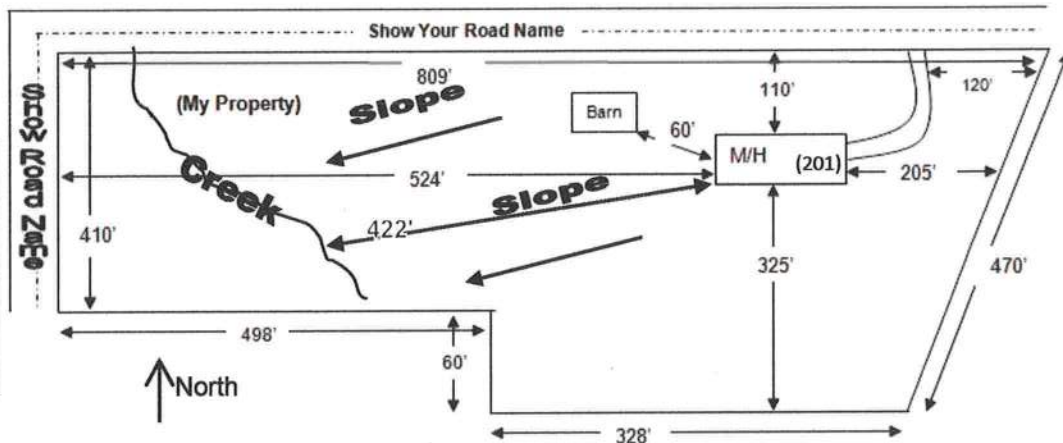 Show Your Road Name
Show Road Name
809'
(My Property)
Slope
110'
120'
Barn
60'
M/H
(201)
Creek
524'
205'
Slope
422'
410'
325'
470'
498'
60'
North
328'